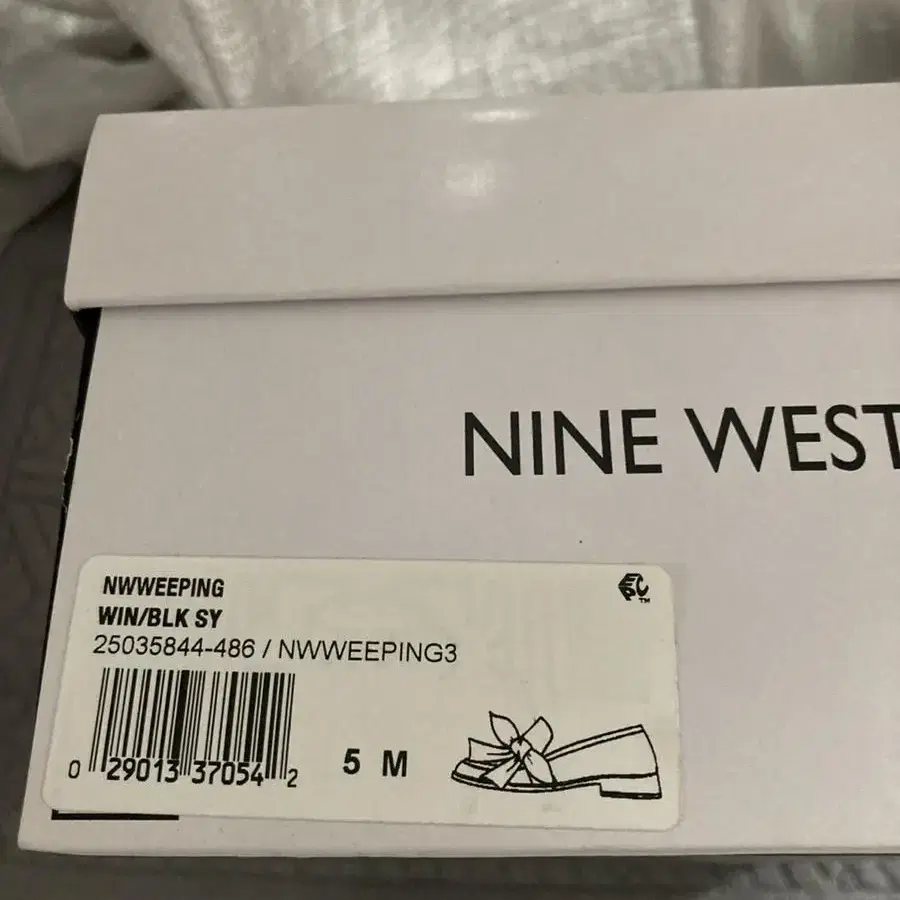 NINE WEST
NWWEEPING
WIN/BLK SY
25035844-486 / NWWEEPING3
0 29013 37054 2
5 M